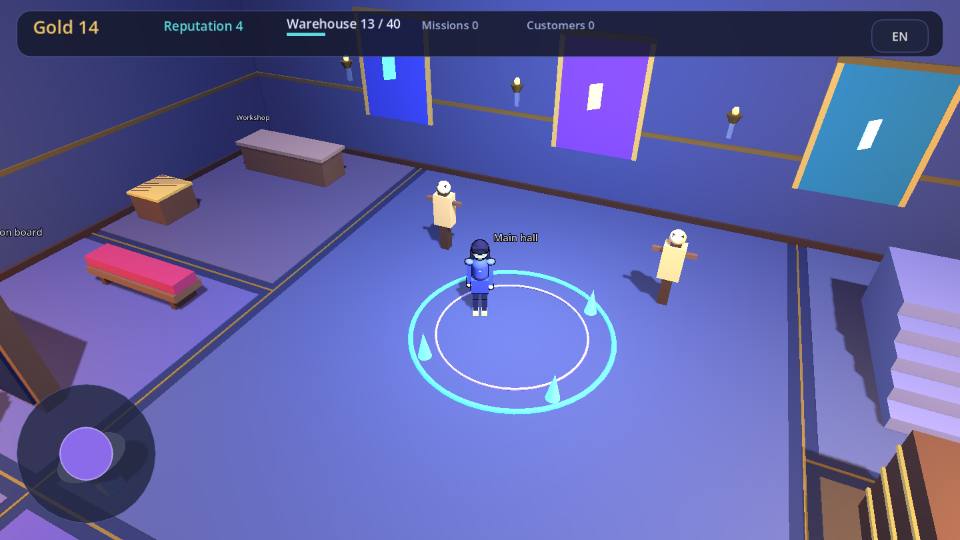 Gold 14
Reputation 4
Warehouse 13 / 40
Missions 0
Customers 0
EN
Workshop
on board
Main hall